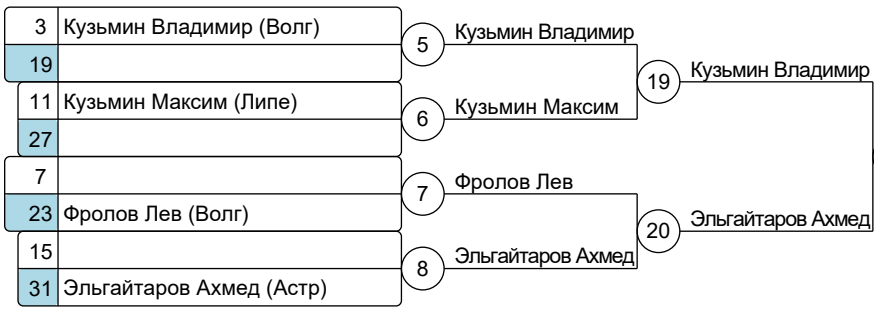 3 Кузьмин Владимир (Волг)
19
5 Кузьмин Владимир
11 Кузьмин Максим (Липе)
27
6 Кузьмин Максим
19 Кузьмин Владимир
7
23 Фролов Лев (Волг)
7 Фролов Лев
15
31 Эльгайтаров Ахмед (Астр)
8 Эльгайтаров Ахмед
20 Эльгайтаров Ахмед